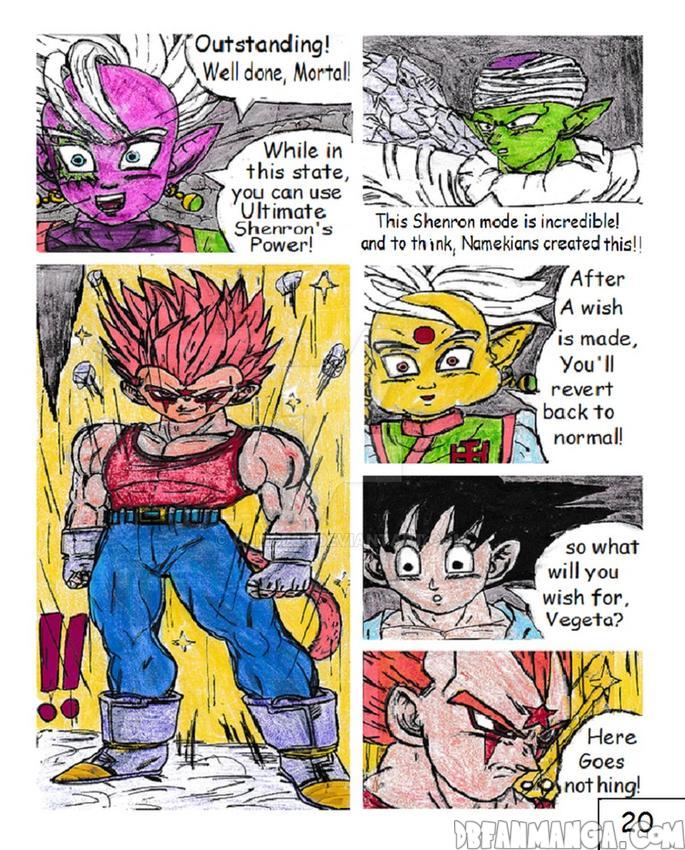 Outstanding!
Well done, Mortal!
While in
this state,
you can use
Ultimate
Shenron's
Power!
This Shenron mode is incredible!
and to think, Namekians created this!!
!!
After
A wish
is made,
You'll
revert
back to
normal!
so what
will you
wish for,
Vegeta?
Here
Goes
nothing!
20
DBFANMANGA.COM